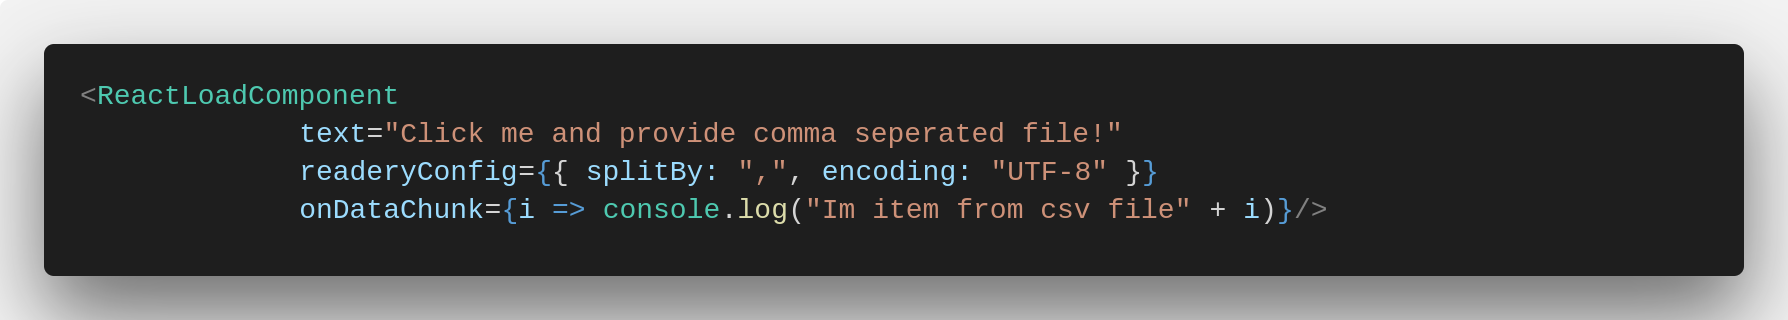 <ReactLoadComponent
text="Click me and provide comma seperated file!"
readeryConfig={{ splitBy: ",", encoding: "UTF-8" }}
onDataChunk={i => console.log("Im item from csv file" + i)}/>